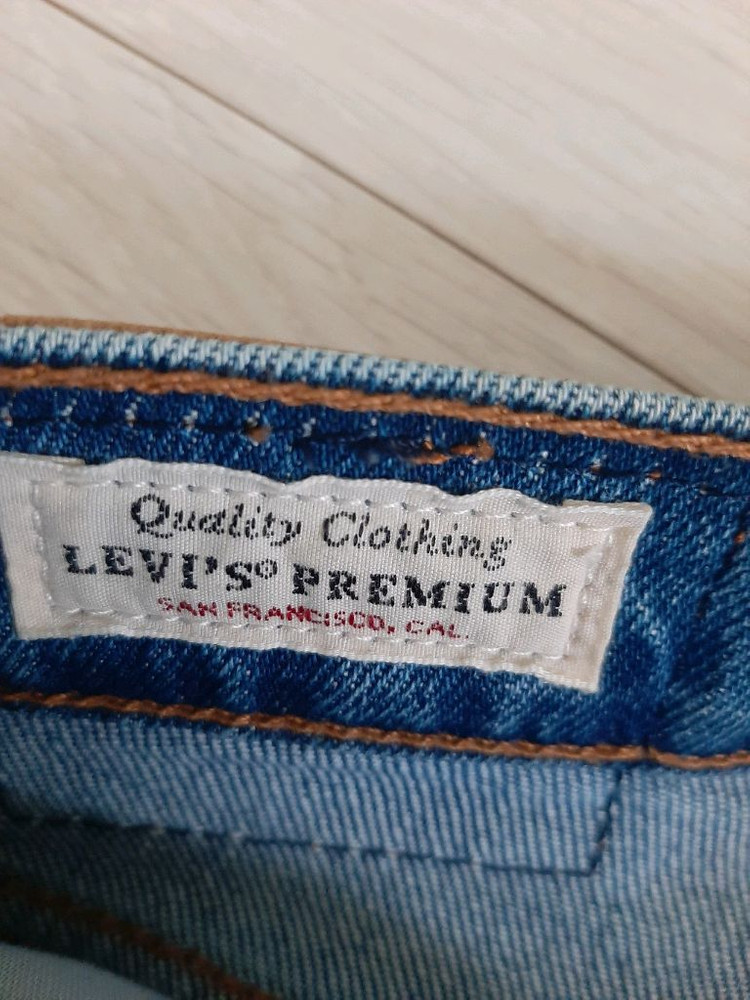 Quality Clothing
LEVI'S® PREMIUM
SAN FRANCISCO, CAL.